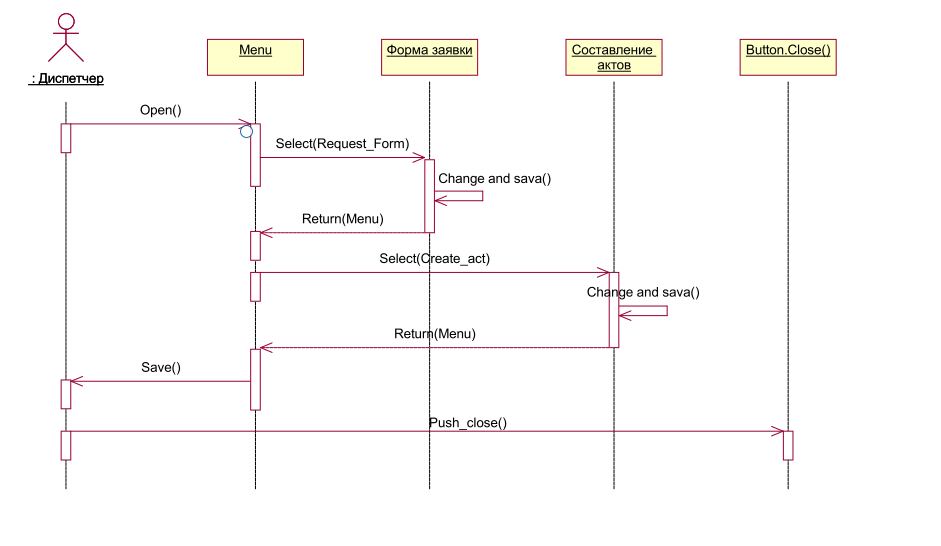 : Диспетчер
Menu
Форма заявки
Составление
актов
Button.Close()
Open()
Select(Request_Form)
Change and sava()
Return(Menu)
Select(Create_act)
Change and sava()
Return(Menu)
Save()
Push_close()